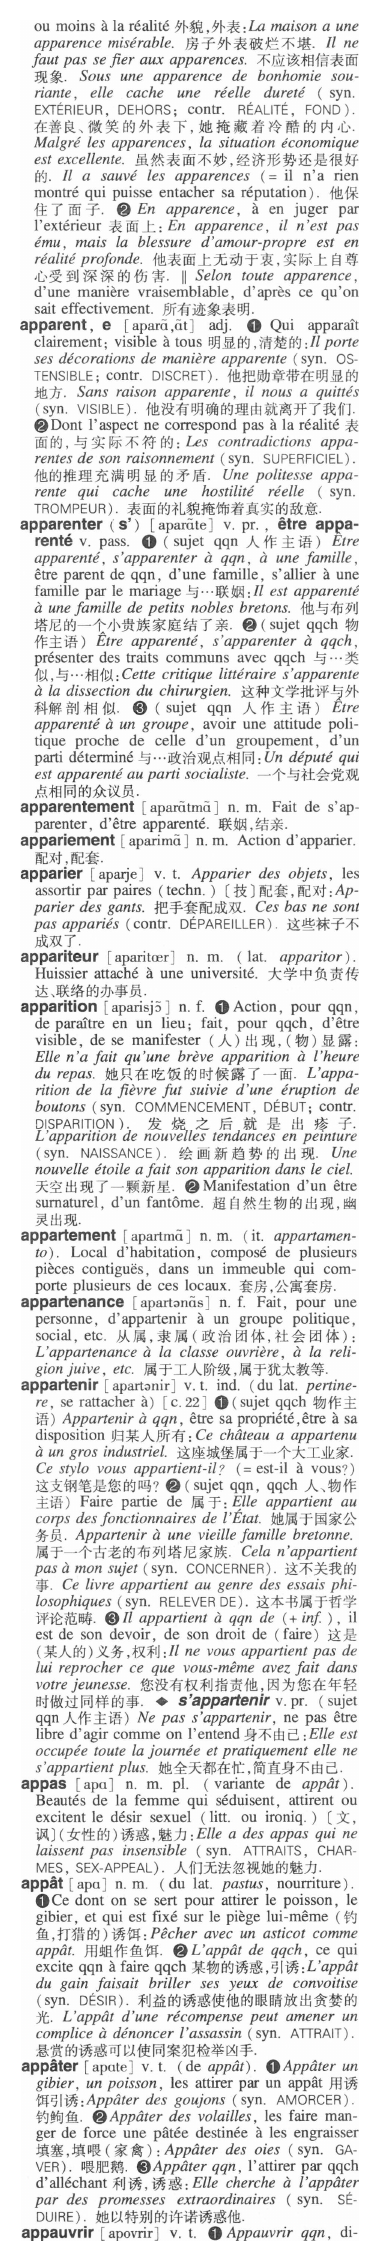 ou moins à la réalité 外貌,外表:La maison a une
apparence misérable. 房子外表破烂不堪. Il ne
faut pas se fier aux apparences. 不应该相信表面
现象. Sous une apparence de bonhomie sou-
riante, elle cache une réelle dureté ( syn.
EXTÉRIEUR, DEHORS; contr. RÉALITÉ, FOND).
在善良、微笑的外表下,她掩藏着冷酷的内心.
Malgré les apparences, la situation économique
est excellente. 虽然表面不妙,经济形势还是很好
的. Il a sauvé les apparences (= il n'a rien
montré qui puisse entacher sa réputation). 他保
住了面子. ❷ En apparence, à en juger par
l'extérieur 表面上:En apparence, il n'est pas
ému, mais la blessure d'amour-propre est en
réalité profonde. 他表面上无动于衷,实际上自尊
心受到深深的伤害. ‖ Selon toute apparence,
d'une manière vraisemblable, d'après ce qu'on
sait effectivement. 所有迹象表明.
apparent, e [aparɑ̃,ɑ̃t] adj. ❶ Qui apparaît
clairement; visible à tous 明显的,清楚的:Il porte
ses décorations de manière apparente (syn. OS-
TENSIBLE; contr. DISCRET). 他把勋章带在明显的
地方. Sans raison apparente, il nous a quittés
(syn. VISIBLE). 他没有明确的理由就离开了我们.
❷Dont l'aspect ne correspond pas à la réalité 表
面的,与实际不符的: Les contradictions appa-
rentes de son raisonnement (syn. SUPERFICIEL).
他的推理充满明显的矛盾. Une politesse appa-
rente qui cache une hostilité réelle ( syn.
TROMPEUR). 表面的礼貌掩饰着真实的敌意.
apparenter (s') [aparɑ̃te] v. pr. , être appa-
renté v. pass. ❶ (sujet qqn 人作主语) Être
apparenté, s'apparenter à qqn, à une famille,
être parent de qqn, d'une famille, s'allier à une
famille par le mariage 与…联姻:Il est apparenté
à une famille de petits nobles bretons. 他与布列
塔尼的一个小贵族家庭结了亲. ❷(sujet qqch 物
作主语) Être apparenté, s'apparenter à qqch,
présenter des traits communs avec qqch 与…类
似,与…相似:Cette critique littéraire s'apparente
à la dissection du chirurgien. 这种文学批评与外
科解剖相似. ❸ ( sujet qqn 人作主语) Être
apparenté à un groupe, avoir une attitude poli-
tique proche de celle d'un groupement, d'un
parti déterminé 与…政治观点相同:Un député qui
est apparenté au parti socialiste. 一个与社会党观
点相同的众议员.
apparentement [aparɑ̃tmɑ̃] n. m. Fait de s'ap-
parenter, d'être apparenté. 联姻,结亲.
appariement [aparimɑ̃] n. m. Action d'apparier.
配对,配套.
apparier [aparje] v. t. Apparier des objets, les
assortir par paires (techn.) 〔技〕配套,配对:Ap-
parier des gants. 把手套配成双. Ces bas ne sont
pas appariés (contr. DÉPAREILLER). 这些袜子不
成双了.
appariteur [aparitœr] n. m. (lat. apparitor).
Huissier attaché à une université. 大学中负责传
达、联络的办事员.
apparition [aparisjɔ̃] n. f. ❶Action, pour qqn,
de paraître en un lieu; fait, pour qqch, d'être
visible, de se manifester (人)出现,(物)显露:
Elle n'a fait qu'une brève apparition à l'heure
du repas. 她只在吃饭的时候露了一面. L'appa-
rition de la fièvre fut suivie d'une éruption de
boutons (syn. COMMENCEMENT, DÉBUT; contr.
DISPARITION). 发烧之后就是出疹子.
L'apparition de nouvelles tendances en peinture
(syn. NAISSANCE). 绘画新趋势的出现. Une
nouvelle étoile a fait son apparition dans le ciel.
天空出现了一颗新星. ❷Manifestation d'un être
surnaturel, d'un fantôme. 超自然生物的出现,幽
灵出现.
appartement [apartmɑ̃] n. m. (it. appartamen-
to). Local d'habitation, composé de plusieurs
pièces contiguës, dans un immeuble qui com-
porte plusieurs de ces locaux. 套房,公寓套房.
appartenance [apartənɑ̃s] n. f. Fait, pour une
personne, d'appartenir à un groupe politique,
social, etc. 从属,隶属(政治团体,社会团体):
L'appartenance à la classe ouvrière, à la reli-
gion juive, etc. 属于工人阶级,属于犹太教等.
appartenir [apartənir] v. t. ind. (du lat. pertine-
re, se rattacher à) [c. 22] ❶(sujet qqch 物作主
语) Appartenir à qqn, être sa propriété,être à sa
disposition 归某人所有:Ce château a appartenu
à un gros industriel. 这座城堡属于一个大工业家.
Ce stylo vous appartient-il? (= est-il à vous?)
这支钢笔是您的吗? ❷(sujet qqn, qqch 人、物作
主语) Faire partie de 属于:Elle appartient au
corps des fonctionnaires de l'État. 她属于国家公
务员. Appartenir à une vieille famille bretonne.
属于一个古老的布列塔尼家族. Cela n'appartient
pas à mon sujet (syn. CONCERNER). 这不关我的
事. Ce livre appartient au genre des essais phi-
losophiques (syn. RELEVER DE). 这本书属于哲学
评论范畴. ❸Il appartient à qqn de (+ inf.), il
est de son devoir, de son droit de (faire) 这是
(某人的)义务,权利:Il ne vous appartient pas de
lui reprocher ce que vous-même avez fait dans
votre jeunesse. 您没有权利指责他,因为您在年轻
时做过同样的事. ◆ s'appartenir v. pr. (sujet
qqn 人作主语) Ne pas s'appartenir, ne pas être
libre d'agir comme on l'entend 身不由己:Elle est
occupée toute la journée et pratiquement elle ne
s'appartient plus. 她全天都在忙,简直身不由己.
appas [apɑ] n. m. pl. (variante de appât).
Beautés de la femme qui séduisent, attirent ou
excitent le désir sexuel (litt. ou ironiq.) 〔文,
讽〕(女性的)诱惑,魅力:Elle a des appas qui ne
laissent pas insensible (syn. ATTRAITS, CHAR-
MES, SEX-APPEAL). 人们无法忽视她的魅力.
appât [apɑ] n. m. (du lat. pastus, nourriture).
❶Ce dont on se sert pour attirer le poisson, le
gibier, et qui est fixé sur le piège lui-même (钓
鱼,打猎的)诱饵:Pêcher avec un asticot comme
appât. 用蛆作鱼饵. ❷L'appât de qqch, ce qui
excite qqn à faire qqch 某物的诱惑,引诱:L'appât
du gain faisait briller ses yeux de convoitise
(syn. DÉSIR). 利益的诱惑使他的眼睛放出贪婪的
光. L'appât d'une récompense peut amener un
complice à dénoncer l'assassin (syn. ATTRAIT).
悬赏的诱惑可以使同案犯检举凶手.
appâter [apɑte] v. t. (de appât). ❶Appâter un
gibier, un poisson, les attirer par un appât 用诱
饵引诱:Appâter des goujons (syn. AMORCER).
钓鮈鱼. ❷Appâter des volailles, les faire man-
ger de force une pâtée destinée à les engraisser
填塞,填喂(家禽): Appâter des oies (syn. GA-
VER). 喂肥鹅. ❸Appâter qqn, l'attirer par qqch
d'alléchant 利诱,诱惑:Elle cherche à l'appâter
par des promesses extraordinaires ( syn. SÉ-
DUIRE). 她以特别的许诺诱惑他.
appauvrir [apovrir] v. t. ❶ Appauvrir qqn, di-